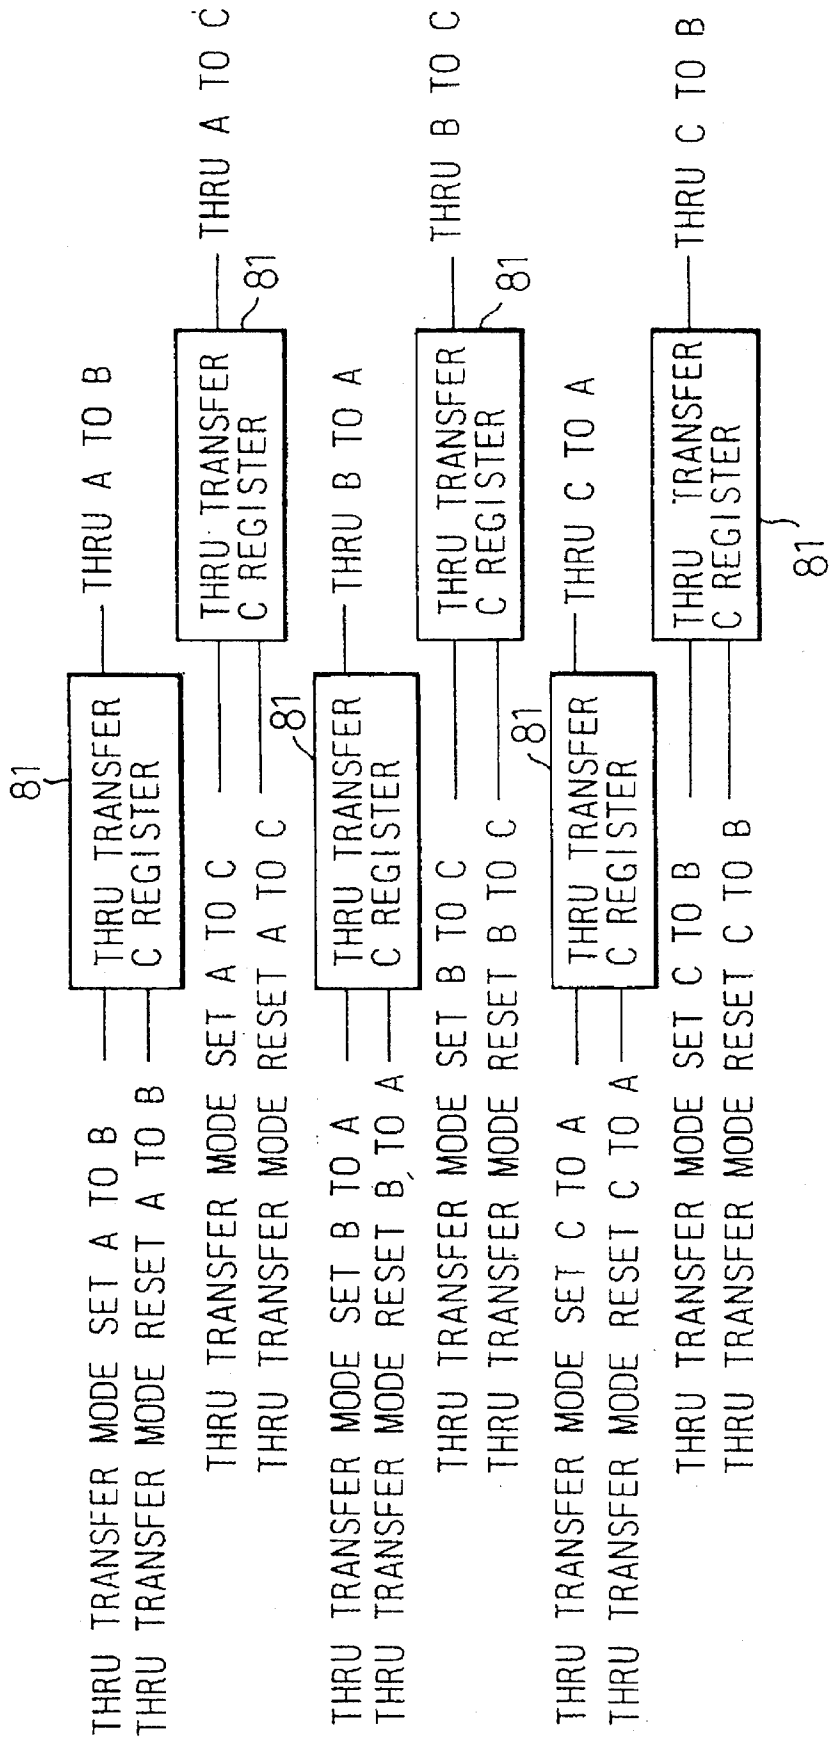 81
THRU TRANSFER MODE SET A TO B
THRU TRANSFER MODE RESET A TO B
THRU TRANSFER
C REGISTER
THRU A TO B
THRU TRANSFER MODE SET A TO C
THRU TRANSFER MODE RESET A TO C
THRU TRANSFER
C REGISTER
THRU A TO C
81
81
THRU TRANSFER MODE SET B TO A
THRU TRANSFER MODE RESET B TO A
THRU TRANSFER
C REGISTER
THRU B TO A
THRU TRANSFER MODE SET B TO C
THRU TRANSFER MODE RESET B TO C
THRU TRANSFER
C REGISTER
THRU B TO C
81
81
THRU TRANSFER MODE SET C TO A
THRU TRANSFER MODE RESET C TO A
THRU TRANSFER
C REGISTER
THRU C TO A
THRU TRANSFER MODE SET C TO B
THRU TRANSFER MODE RESET C TO B
THRU TRANSFER
C REGISTER
THRU C TO B
81